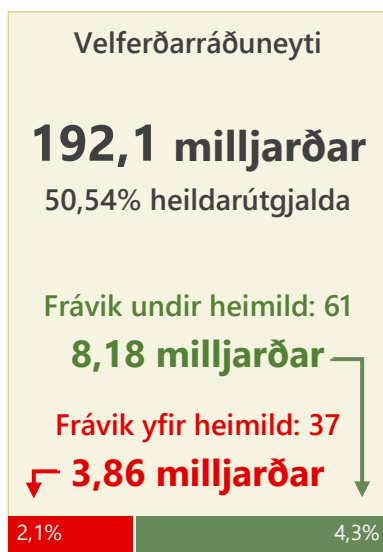 Velferðarráðuneyti
192,1 milljarðar
50,54% heildarútgjalda
Frávik undir heimild: 61
8,18 milljarðar
Frávik yfir heimild: 37
3,86 milljarðar
2,1% 4,3%